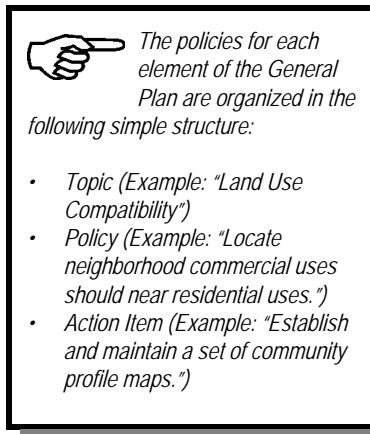 The policies for each
element of the General
Plan are organized in the
following simple structure:
• Topic (Example: “Land Use
Compatibility”)
• Policy (Example: “Locate
neighborhood commercial uses
should near residential uses.”)
• Action Item (Example: “Establish
and maintain a set of community
profile maps.”)